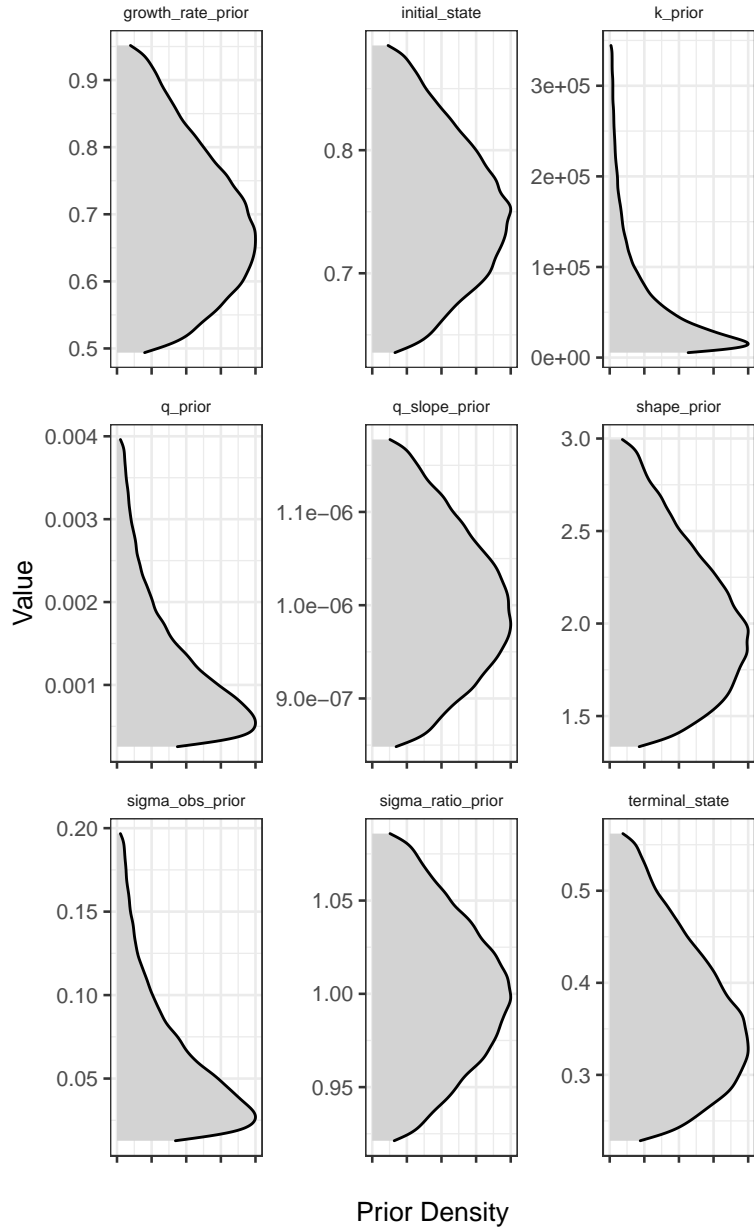 growth_rate_prior
initial_state
k_prior
0.9
0.8
0.7
0.6
0.5
0.8
0.7
3e+05
2e+05
1e+05
0e+00
q_prior
q_slope_prior
shape_prior
0.004
0.003
0.002
0.001
1.1e−06
1.0e−06
9.0e−07
3.0
2.5
2.0
1.5
sigma_obs_prior
sigma_ratio_prior
terminal_state
0.20
0.15
0.10
0.05
1.05
1.00
0.95
0.5
0.4
0.3
Value
Prior Density